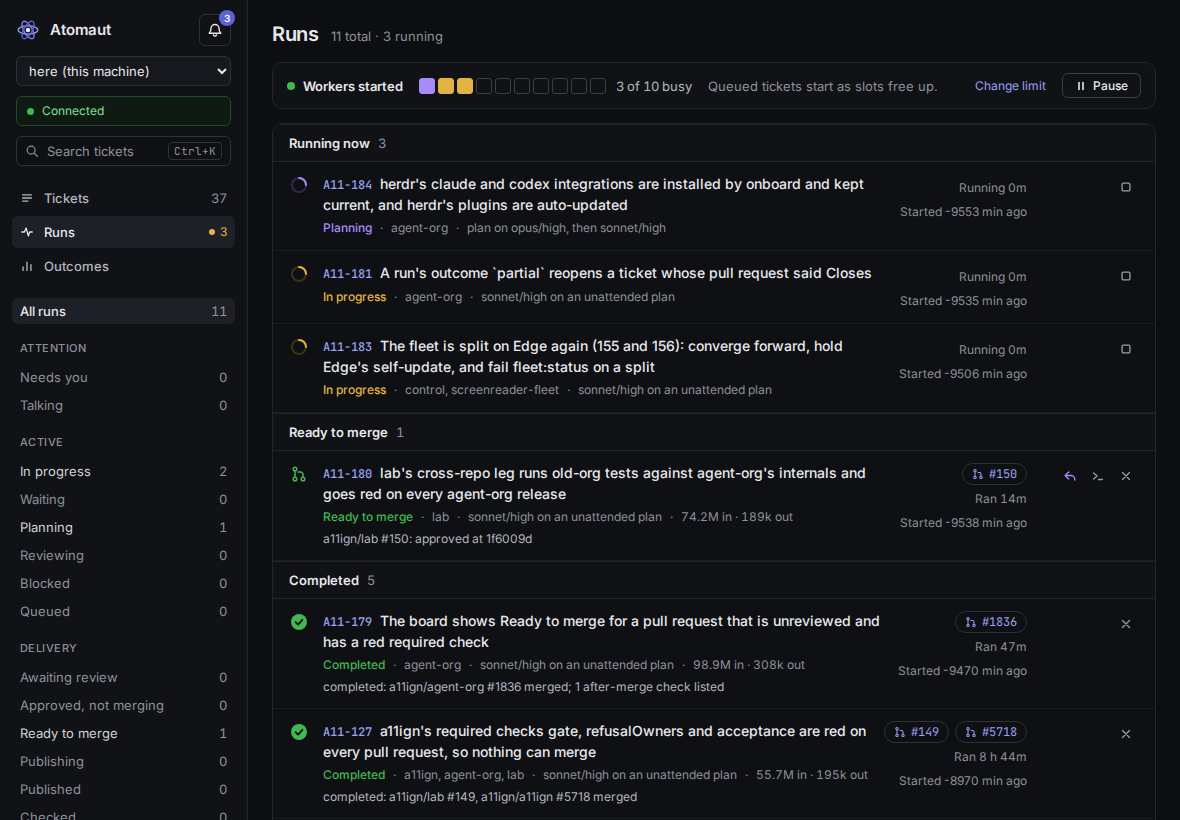 Atomaut
3
here (this machine)
Connected
Search tickets Ctrl+K
Tickets 37
Runs 3
Outcomes
All runs 11
ATTENTION
Needs you 0
Talking 0
ACTIVE
In progress 2
Waiting 0
Planning 1
Reviewing 0
Blocked 0
Queued 0
DELIVERY
Awaiting review 0
Approved, not merging 0
Ready to merge 1
Publishing 0
Published 0
Checked 0
Runs 11 total · 3 running
Workers started 3 of 10 busy Queued tickets start as slots free up. Change limit Pause
Running now 3
A11-184 herdr's claude and codex integrations are installed by onboard and kept
current, and herdr's plugins are auto-updated
Planning · agent-org · plan on opus/high, then sonnet/high
Running 0m
Started -9553 min ago
A11-181 A run's outcome `partial` reopens a ticket whose pull request said Closes
In progress · agent-org · sonnet/high on an unattended plan
Running 0m
Started -9535 min ago
A11-183 The fleet is split on Edge again (155 and 156): converge forward, hold
Edge's self-update, and fail fleet:status on a split
In progress · control, screenreader-fleet · sonnet/high on an unattended plan
Running 0m
Started -9506 min ago
Ready to merge 1
A11-180 lab's cross-repo leg runs old-org tests against agent-org's internals and
goes red on every agent-org release
Ready to merge · lab · sonnet/high on an unattended plan · 74.2M in · 189k out
a11ign/lab #150: approved at 1f6009d
#150
Ran 14m
Started -9538 min ago
Completed 5
A11-179 The board shows Ready to merge for a pull request that is unreviewed and
has a red required check
Completed · agent-org · sonnet/high on an unattended plan · 98.9M in · 308k out
completed: a11ign/agent-org #1836 merged; 1 after-merge check listed
#1836
Ran 47m
Started -9470 min ago
A11-127 a11ign's required checks gate, refusalOwners and acceptance are red on
every pull request, so nothing can merge
Completed · a11ign, agent-org, lab · sonnet/high on an unattended plan · 55.7M in · 195k out
completed: a11ign/lab #149, a11ign/a11ign #5718 merged
#149 #5718
Ran 8 h 44m
Started -8970 min ago